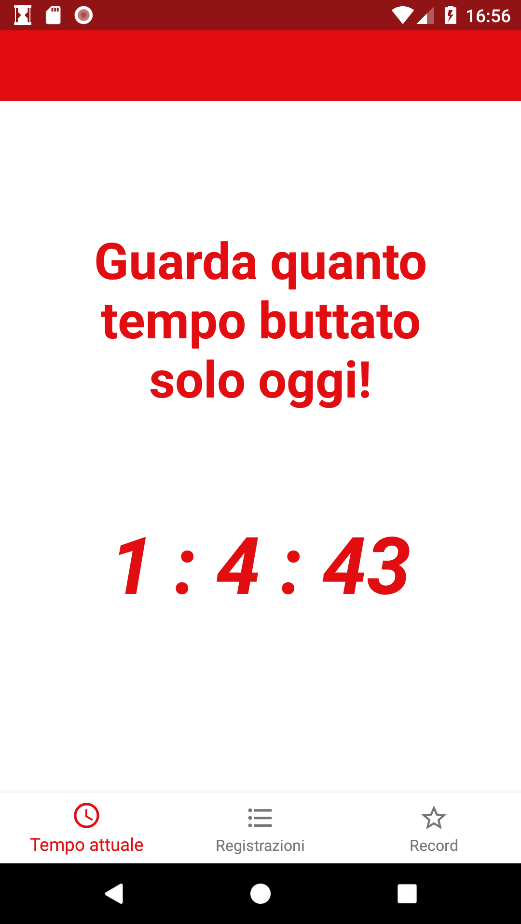 16:56
Guarda quanto
tempo buttato
solo oggi!
1 : 4 : 43
Tempo attuale
Registrazioni
Record